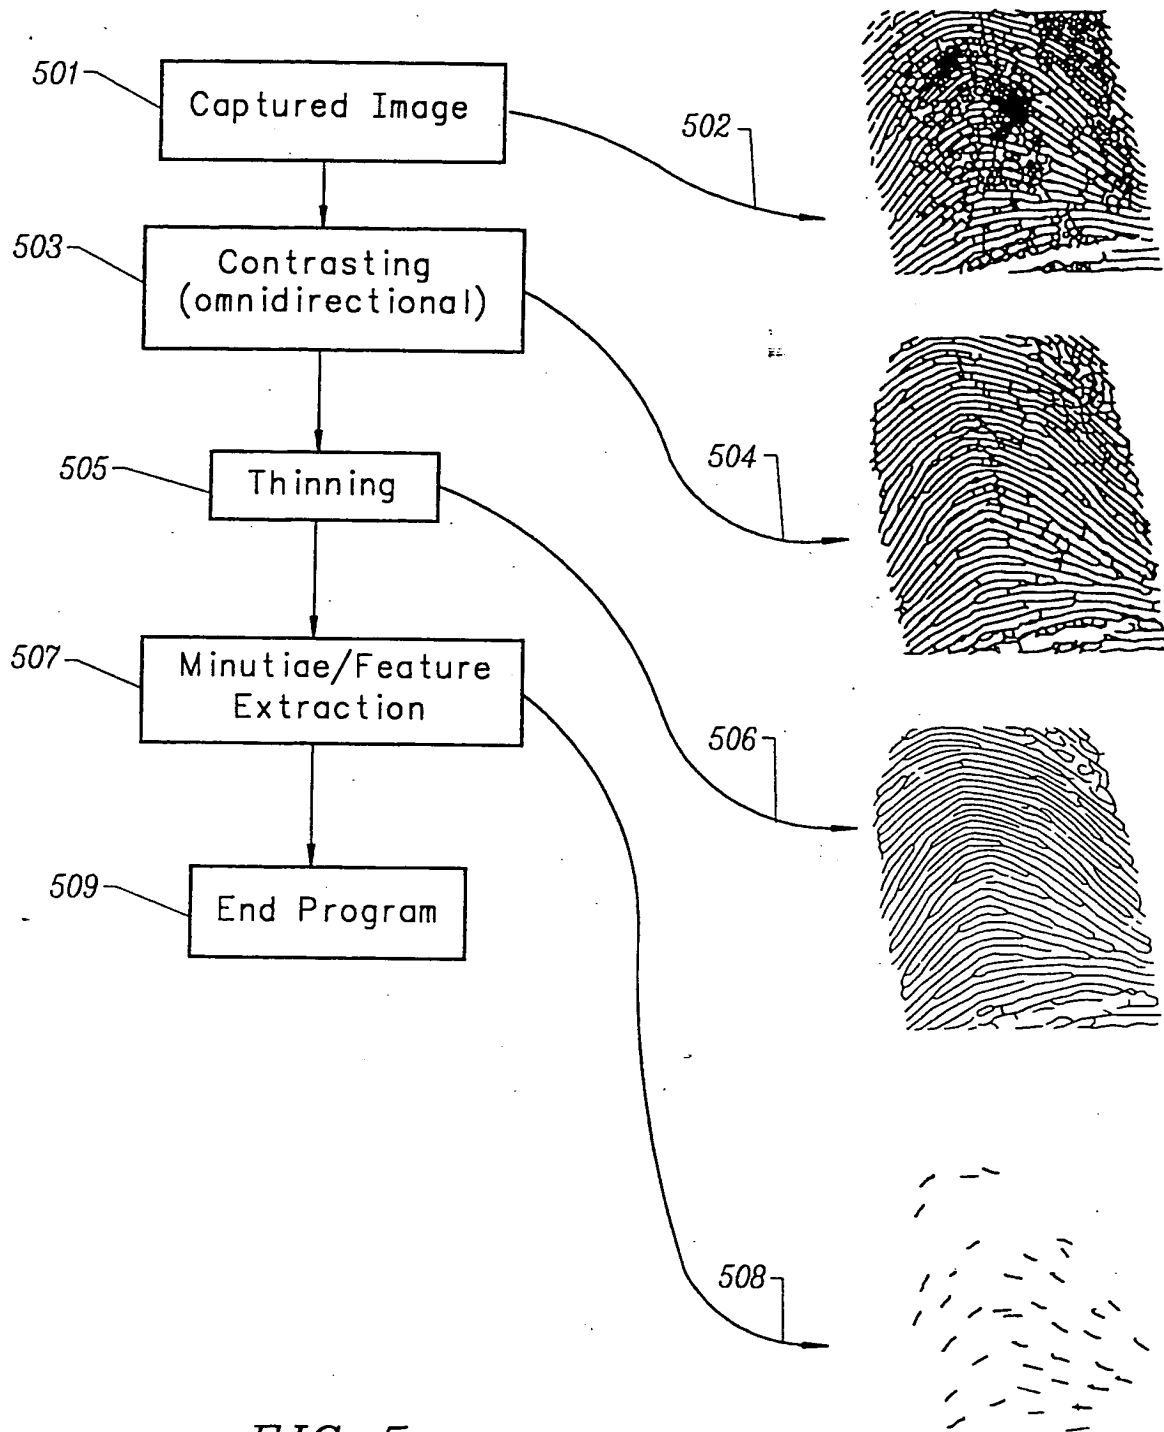 501
Captured Image
502
503
Contrasting
(omnidirectional)
504
505
Thinning
506
507
Minutiae/Feature
Extraction
508
509
End Program
FIG. 5